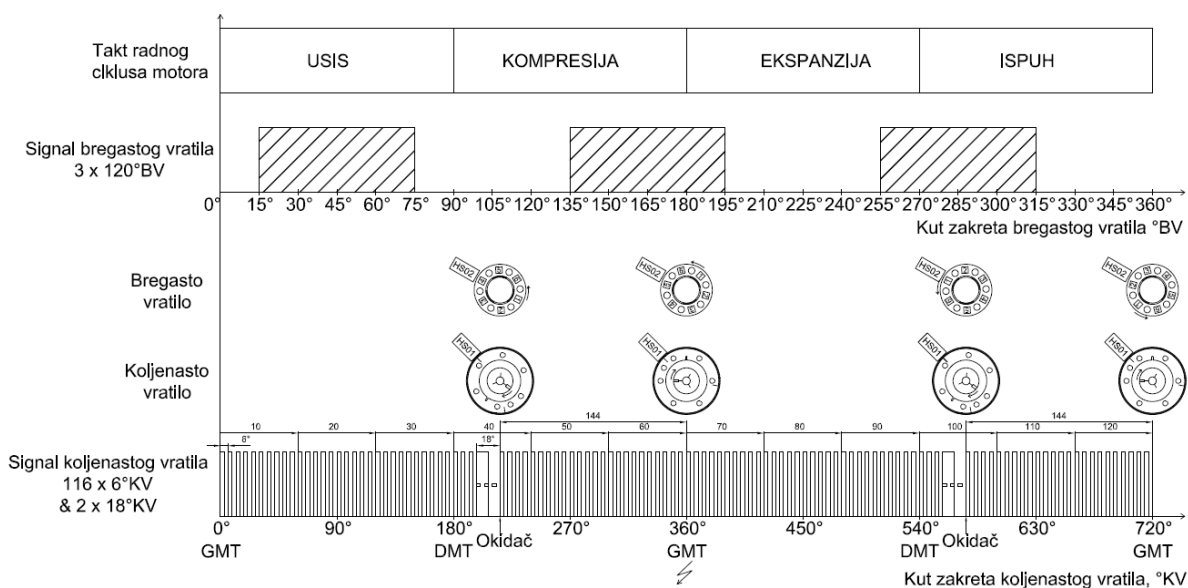 Takt radnog
ciklusa motora
USIS KOMPRESIJA EKSPANZIJA ISPUH
Signal bregastog vratila
3 x 120°BV
0° 15° 30° 45° 60° 75° 90° 105° 120° 135° 150° 165° 180° 195° 210° 225° 240° 255° 270° 285° 300° 315° 330° 345° 360°
Kut zakreta bregastog vratila °BV
Bregasto
vratilo
HS02 HS02 HS02 HS02
Koljenasto
vratilo
HS01 HS01 HS01 HS01
144 144
10 20 30 40 50 60 70 80 90 100 110 120
6° 18°
Signal koljenastog vratila
116 x 6°KV
& 2 x 18°KV
0° 90° 180° 270° 360° 450° 540° 630° 720°
GMT DMT Okidač GMT DMT Okidač GMT
Kut zakreta koljenastog vratila, °KV